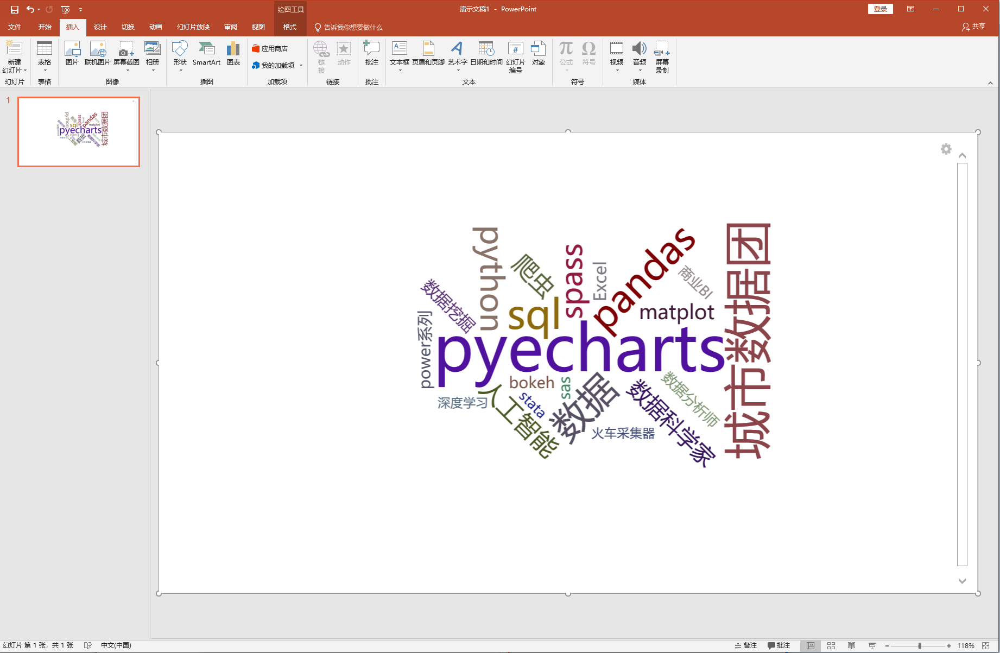 绘图工具
演示文稿1 - PowerPoint
登录
文件 开始 插入 设计 切换 动画 幻灯片放映 审阅 视图 格式 告诉我你想要做什么 共享
新建
幻灯片
表格
图片
联机图片
屏幕截图
相册
形状
SmartArt
图表
应用商店
我的加载项
链
接
动作
批注
文本框
页眉和页脚
艺术字
日期和时间
幻灯片
编号
对象
公式
符号
视频
音频
屏幕
录制
幻灯片 表格 图像 插图 加载项 链接 批注 文本 符号 媒体
1
python
爬虫
spass
Excel
pandas
商业BI
城市数据团
数据挖掘
sql
matplot
power系列
pyecharts
bokeh
sas
数据
数据科学家
数据分析师
深度学习
人工智能
stata
火车采集器
幻灯片 第 1 张，共 1 张 中文(中国) 备注 批注 118%